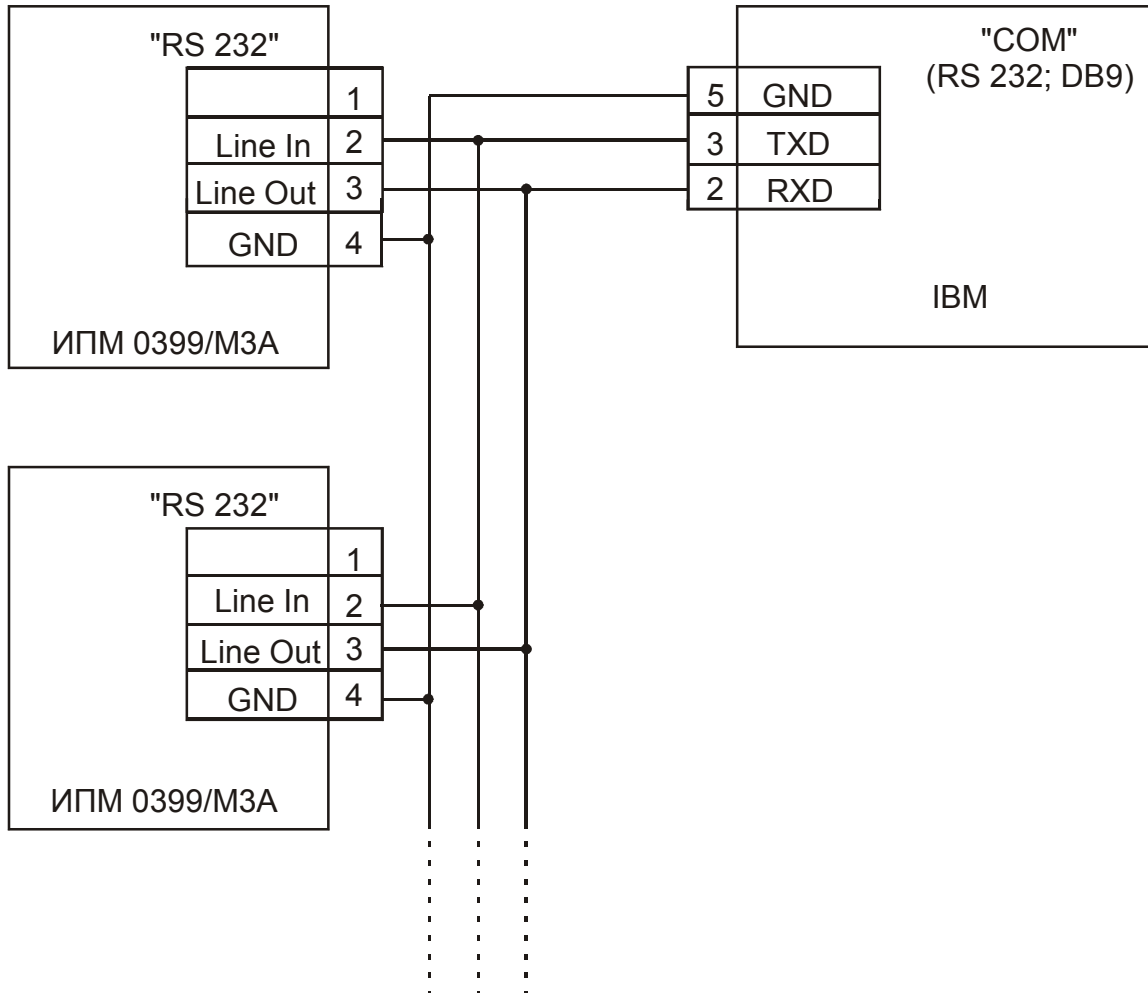 "RS 232"
1
Line In 2
Line Out 3
GND 4
ИПМ 0399/М3А
"COM"
(RS 232; DB9)
5 GND
3 TXD
2 RXD
IBM
"RS 232"
1
Line In 2
Line Out 3
GND 4
ИПМ 0399/М3А